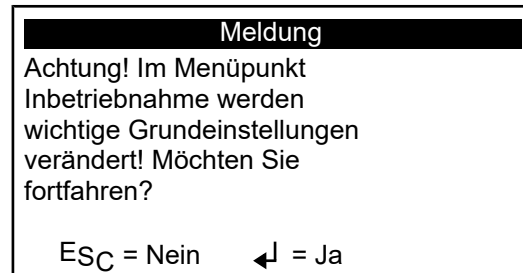 Meldung
Achtung! Im Menüpunkt
Inbetriebnahme werden
wichtige Grundeinstellungen
verändert! Möchten Sie
fortfahren?
ESC = Nein ↲ = Ja